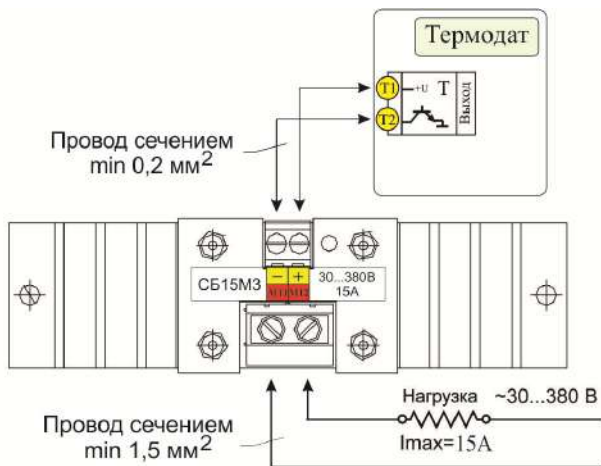 Термодат
T1
+U
T
Выход
T2
Провод сечением
min 0,2 мм2
СБ15М3
– +
30...380В
15А
Нагрузка ~30...380 В
Imax=15А
Провод сечением
min 1,5 мм2